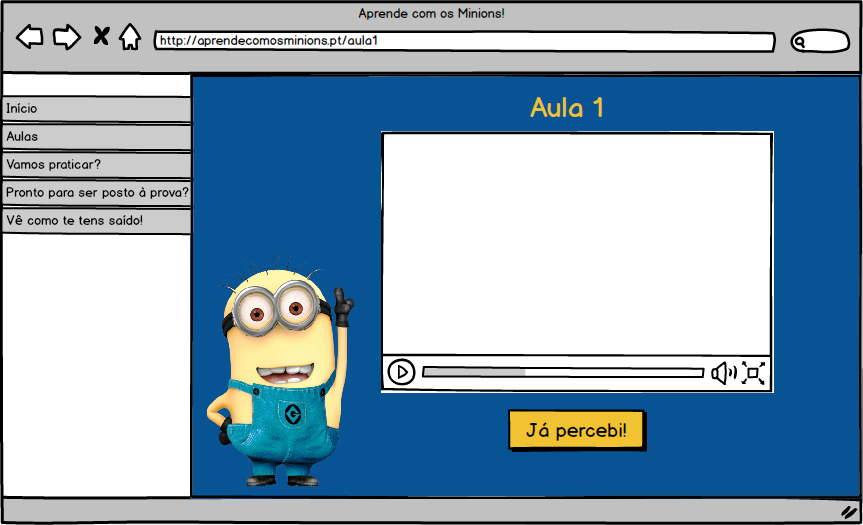 Aprende com os Minions!
http://aprendecomosminions.pt/aula1
Início
Aulas
Vamos praticar?
Pronto para ser posto à prova?
Vê como te tens saído!
Aula 1
Já percebi!